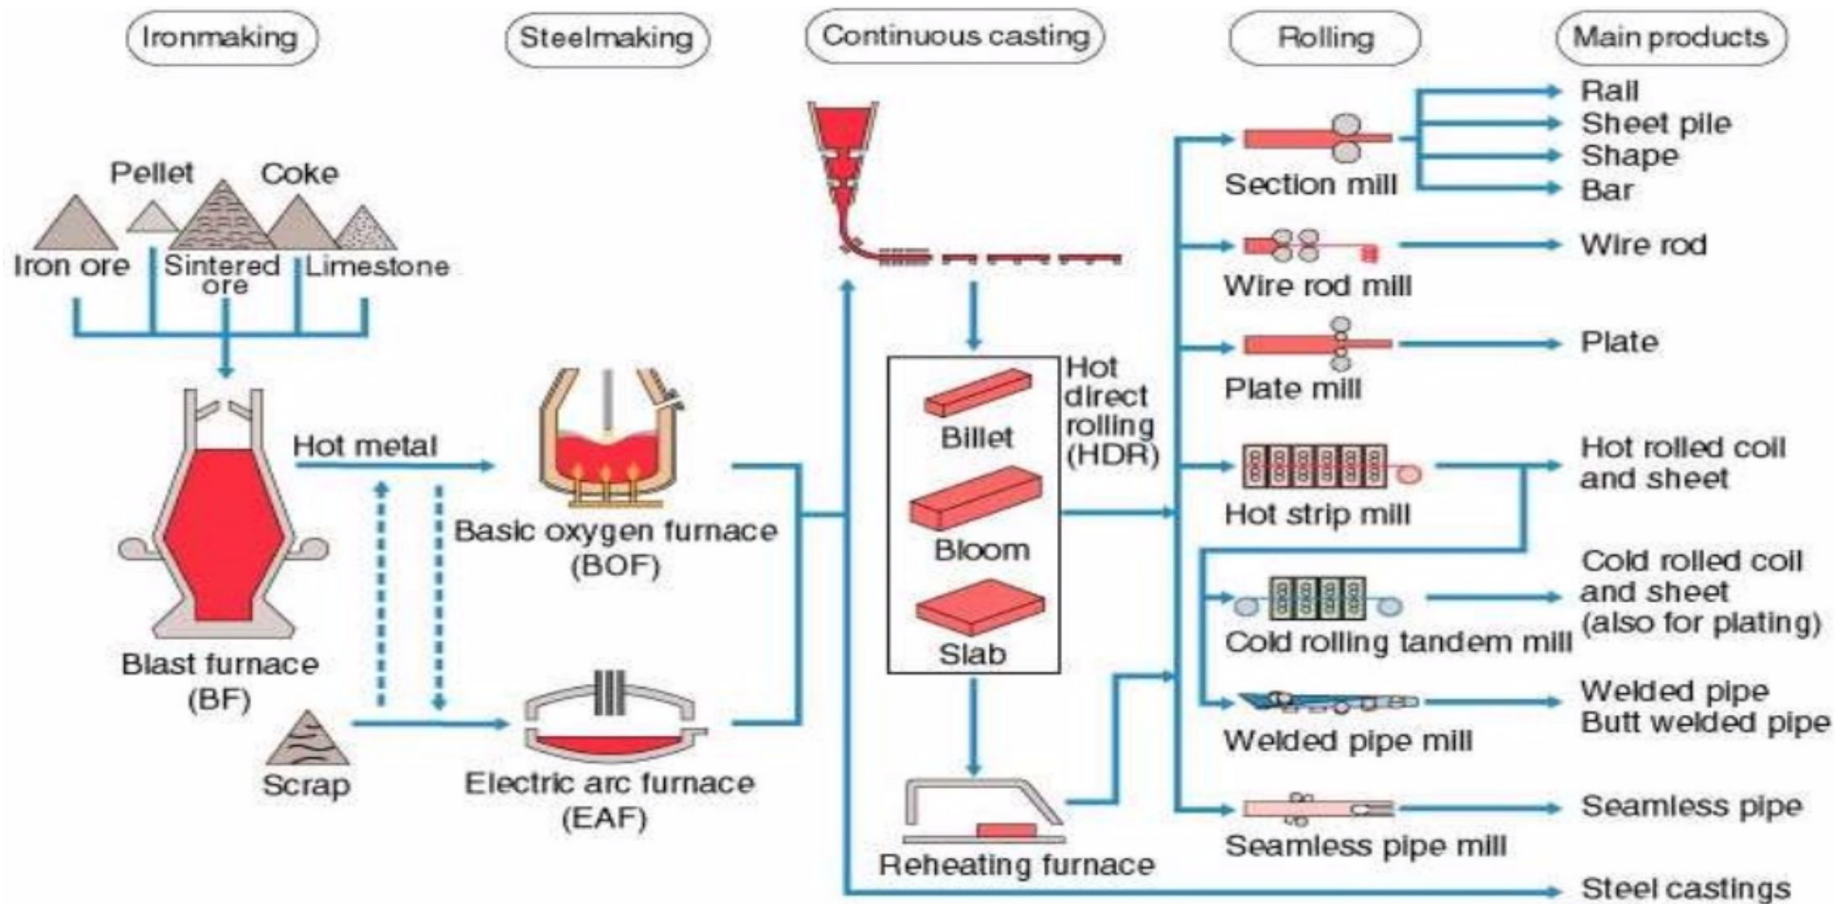 Ironmaking
Steelmaking
Continuous casting
Rolling
Main products
Pellet
Coke
Iron ore
Sintered
ore
Limestone
Hot metal
Blast furnace
(BF)
Scrap
Basic oxygen furnace
(BOF)
Electric arc furnace
(EAF)
Billet
Bloom
Slab
Hot
direct
rolling
(HDR)
Reheating furnace
Section mill
Wire rod mill
Plate mill
Hot strip mill
Cold rolling tandem mill
Welded pipe mill
Seamless pipe mill
Rail
Sheet pile
Shape
Bar
Wire rod
Plate
Hot rolled coil
and sheet
Cold rolled coil
and sheet
(also for plating)
Welded pipe
Butt welded pipe
Seamless pipe
Steel castings